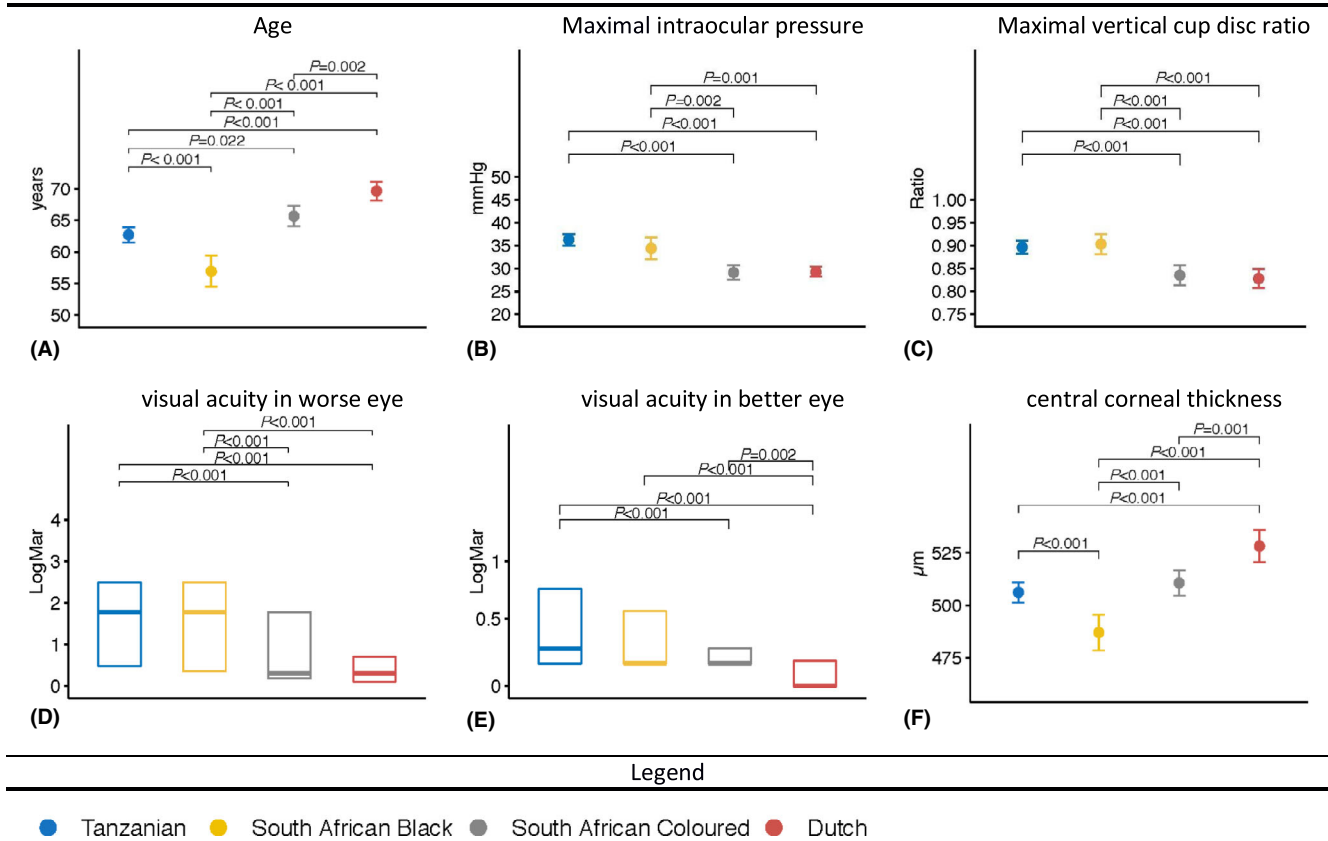 Age
P=0.002
P< 0.001
P< 0.001
P<0.001
P=0.022
P< 0.001
years
70
65
60
55
50
(A)
Maximal intraocular pressure
P=0.001
P=0.002
P<0.001
P<0.001
mmHg
50
45
40
35
30
25
20
(B)
Maximal vertical cup disc ratio
P<0.001
P<0.001
P<0.001
P<0.001
Ratio
1.00
0.95
0.90
0.85
0.80
0.75
(C)
visual acuity in worse eye
P<0.001
P<0.001
P<0.001
P<0.001
LogMar
4
3
2
1
0
(D)
visual acuity in better eye
P=0.002
P<0.001
P<0.001
P<0.001
LogMar
1
0.5
0
(E)
central corneal thickness
P=0.001
P<0.001
P<0.001
P<0.001
P<0.001
µm
525
500
475
(F)
Legend
Tanzanian South African Black South African Coloured Dutch